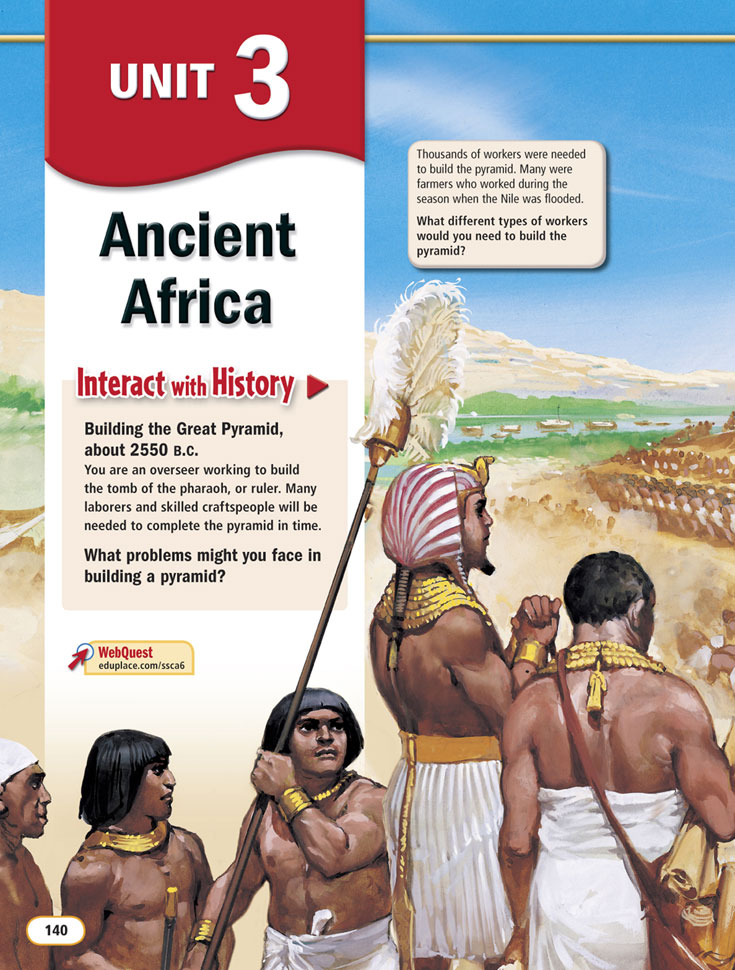 UNIT 3
Ancient
Africa
Interact with History
Building the Great Pyramid,
about 2550 B.C.
You are an overseer working to build
the tomb of the pharaoh, or ruler. Many
laborers and skilled craftspeople will be
needed to complete the pyramid in time.
What problems might you face in
building a pyramid?
WebQuest
eduplace.com/ssca6
Thousands of workers were needed
to build the pyramid. Many were
farmers who worked during the
season when the Nile was flooded.
What different types of workers
would you need to build the
pyramid?
140